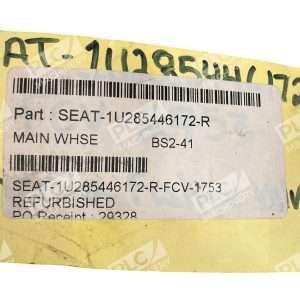 AT-1U285446172
Part : SEAT-1U285446172-R
MAIN WHSE BS2-41
SEAT-1U285446172-R-FCV-1753
REFURBISHED
PO Receipt : 29328